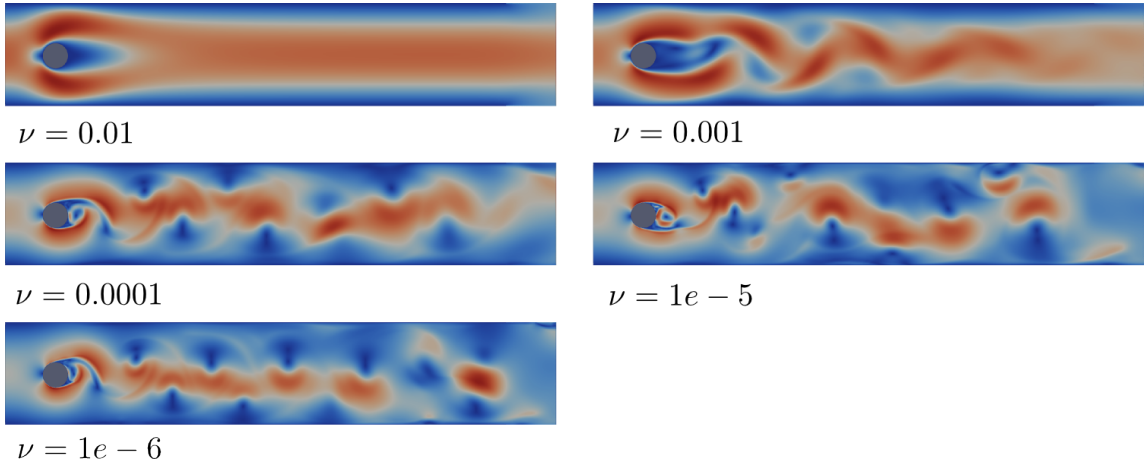 ν = 0.01
ν = 0.001
ν = 0.0001
ν = 1e − 5
ν = 1e − 6